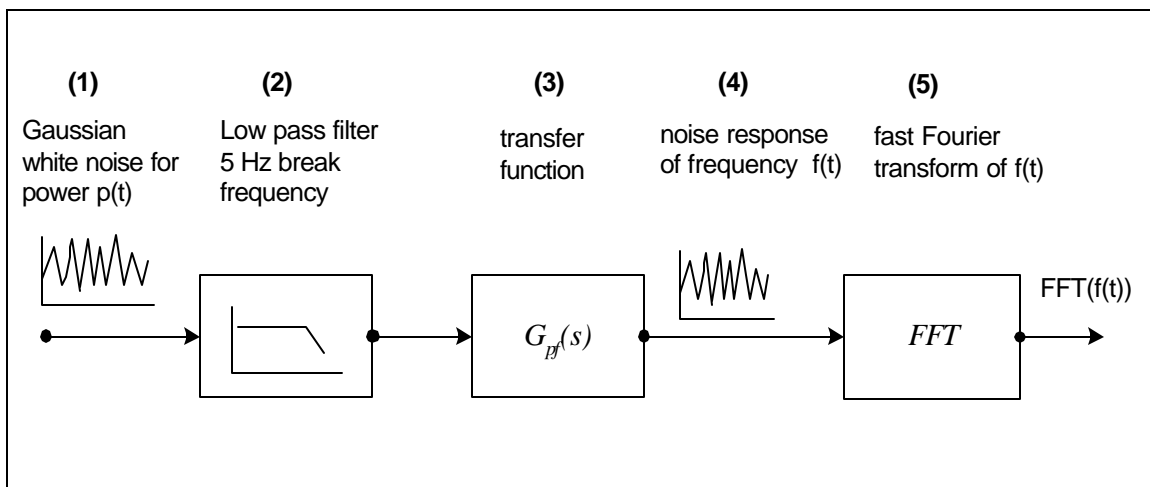 (1)
Gaussian
white noise for
power p(t)
(2)
Low pass filter
5 Hz break
frequency
(3)
transfer
function
(4)
noise response
of frequency f(t)
(5)
fast Fourier
transform of f(t)
G_pf(s)
FFT
FFT(f(t))